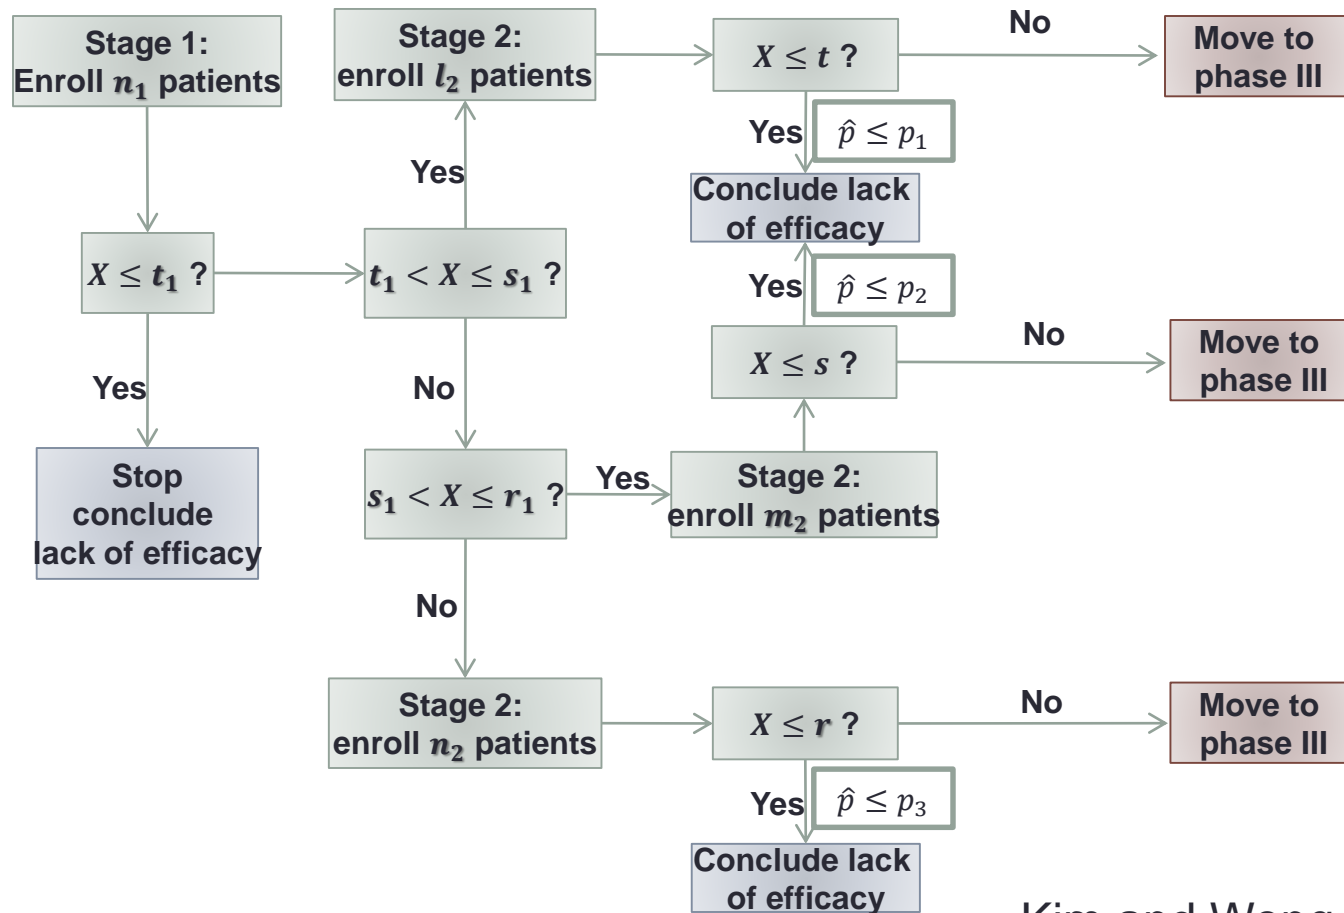 Stage 1:
Enroll n₁ patients
Stage 2:
enroll l₂ patients
X ≤ t ?
No
Move to
phase III
Yes
p̂ ≤ p₁
Yes
Conclude lack
of efficacy
X ≤ t₁ ?
t₁ < X ≤ s₁ ?
Yes
p̂ ≤ p₂
Yes
No
X ≤ s ?
No
Move to
phase III
Stop
conclude
lack of efficacy
s₁ < X ≤ r₁ ?
Yes
Stage 2:
enroll m₂ patients
No
Stage 2:
enroll n₂ patients
X ≤ r ?
No
Move to
phase III
Yes
p̂ ≤ p₃
Conclude lack
of efficacy
Kim and Wong